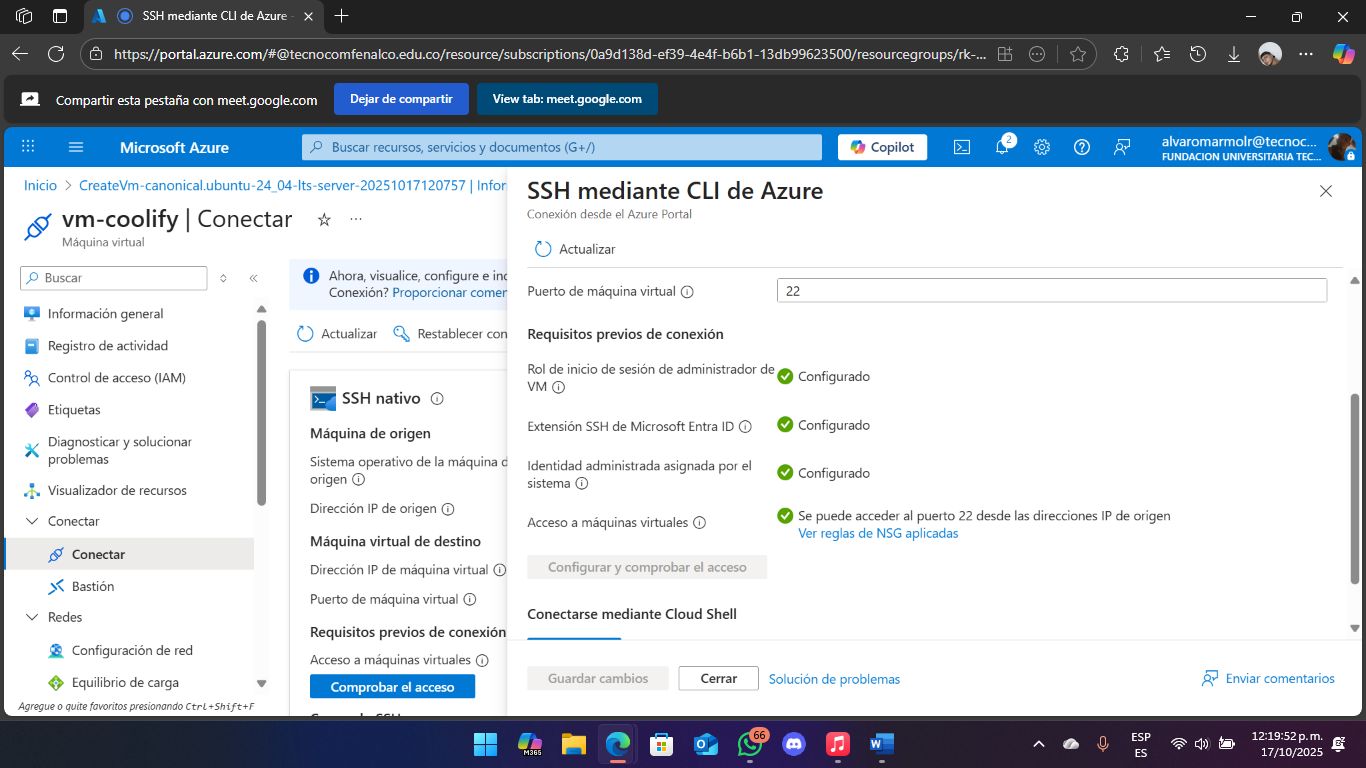 SSH mediante CLI de Azure -
https://portal.azure.com/#@tecnocomfenalco.edu.co/resource/subscriptions/0a9d138d-ef39-4e4f-b6b1-13db99623500/resourcegroups/rk-...
Compartir esta pestaña con meet.google.com
Dejar de compartir
View tab: meet.google.com
Microsoft Azure
Buscar recursos, servicios y documentos (G+/)
Copilot
2
alvaromarmolr@tecnoc...
FUNDACION UNIVERSITARIA TEC...
Inicio > CreateVm-canonical.ubuntu-24_04-lts-server-20251017120757 | Infor
vm-coolify | Conectar
Máquina virtual
Buscar
Información general
Registro de actividad
Control de acceso (IAM)
Etiquetas
Diagnosticar y solucionar
problemas
Visualizador de recursos
Conectar
Conectar
Bastión
Redes
Configuración de red
Equilibrio de carga
Agregue o quite favoritos presionando Ctrl+Shift+F
Ahora, visualice, configure e inc
Conexión? Proporcionar comer
Actualizar
Restablecer con
SSH nativo
Máquina de origen
Sistema operativo de la máquina d
origen
Dirección IP de origen
Máquina virtual de destino
Dirección IP de máquina virtual
Puerto de máquina virtual
Requisitos previos de conexión
Acceso a máquinas virtuales
Comprobar el acceso
SSH mediante CLI de Azure
Conexión desde el Azure Portal
Actualizar
Puerto de máquina virtual
22
Requisitos previos de conexión
Rol de inicio de sesión de administrador de
VM
Configurado
Extensión SSH de Microsoft Entra ID
Configurado
Identidad administrada asignada por el
sistema
Configurado
Acceso a máquinas virtuales
Se puede acceder al puerto 22 desde las direcciones IP de origen
Ver reglas de NSG aplicadas
Configurar y comprobar el acceso
Conectarse mediante Cloud Shell
Guardar cambios
Cerrar
Solución de problemas
Enviar comentarios
M365
66
ESP
ES
12:19:52 p. m.
17/10/2025